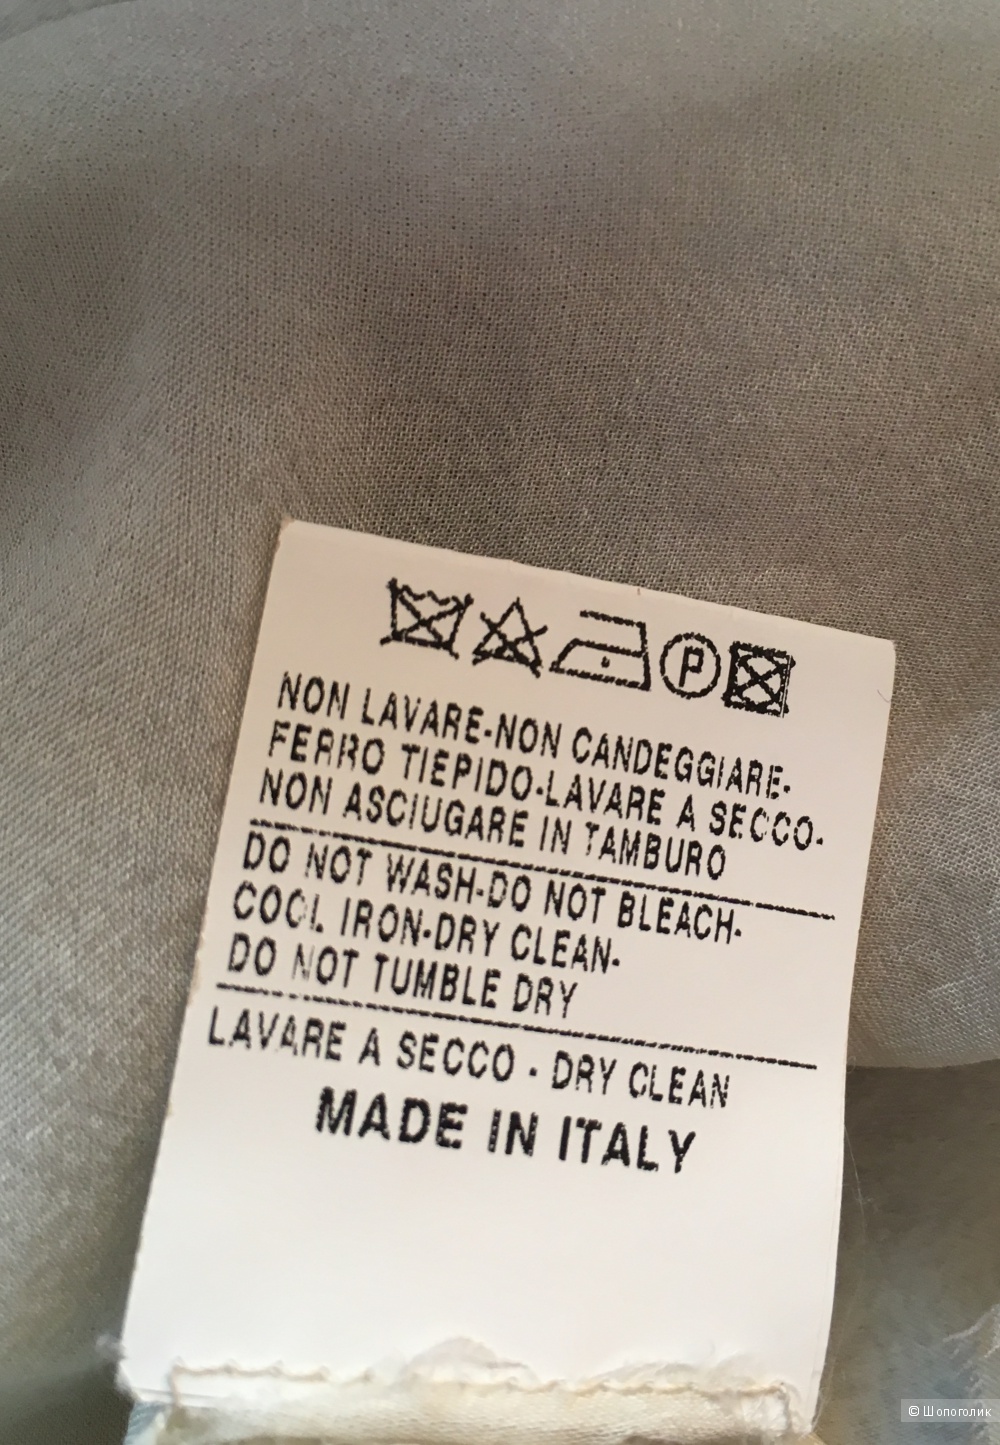 P
NON LAVARE-NON CANDEGGIARE-
FERRO TIEPIDO-LAVARE A SECCO-
NON ASCIUGARE IN TAMBURO
DO NOT WASH-DO NOT BLEACH-
COOL IRON-DRY CLEAN-
DO NOT TUMBLE DRY
LAVARE A SECCO - DRY CLEAN
MADE IN ITALY
© Шопоголик